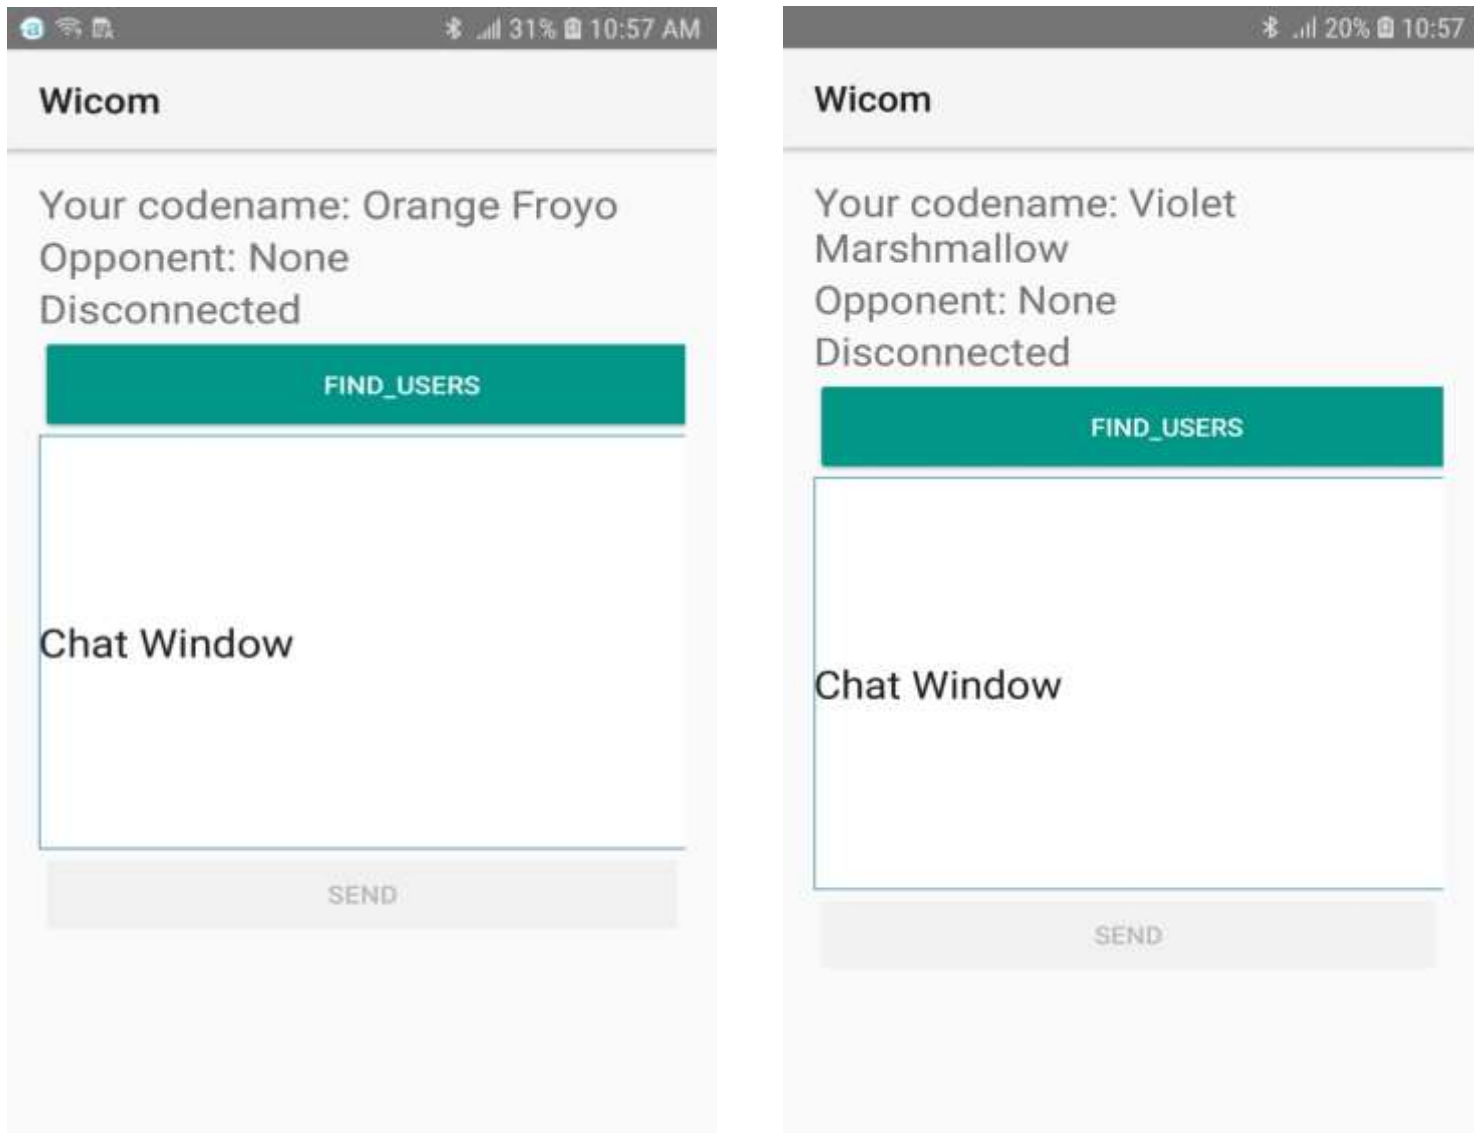 31% 10:57 AM
Wicom
Your codename: Orange Froyo
Opponent: None
Disconnected
FIND_USERS
Chat Window
SEND
20% 10:57
Wicom
Your codename: Violet
Marshmallow
Opponent: None
Disconnected
FIND_USERS
Chat Window
SEND